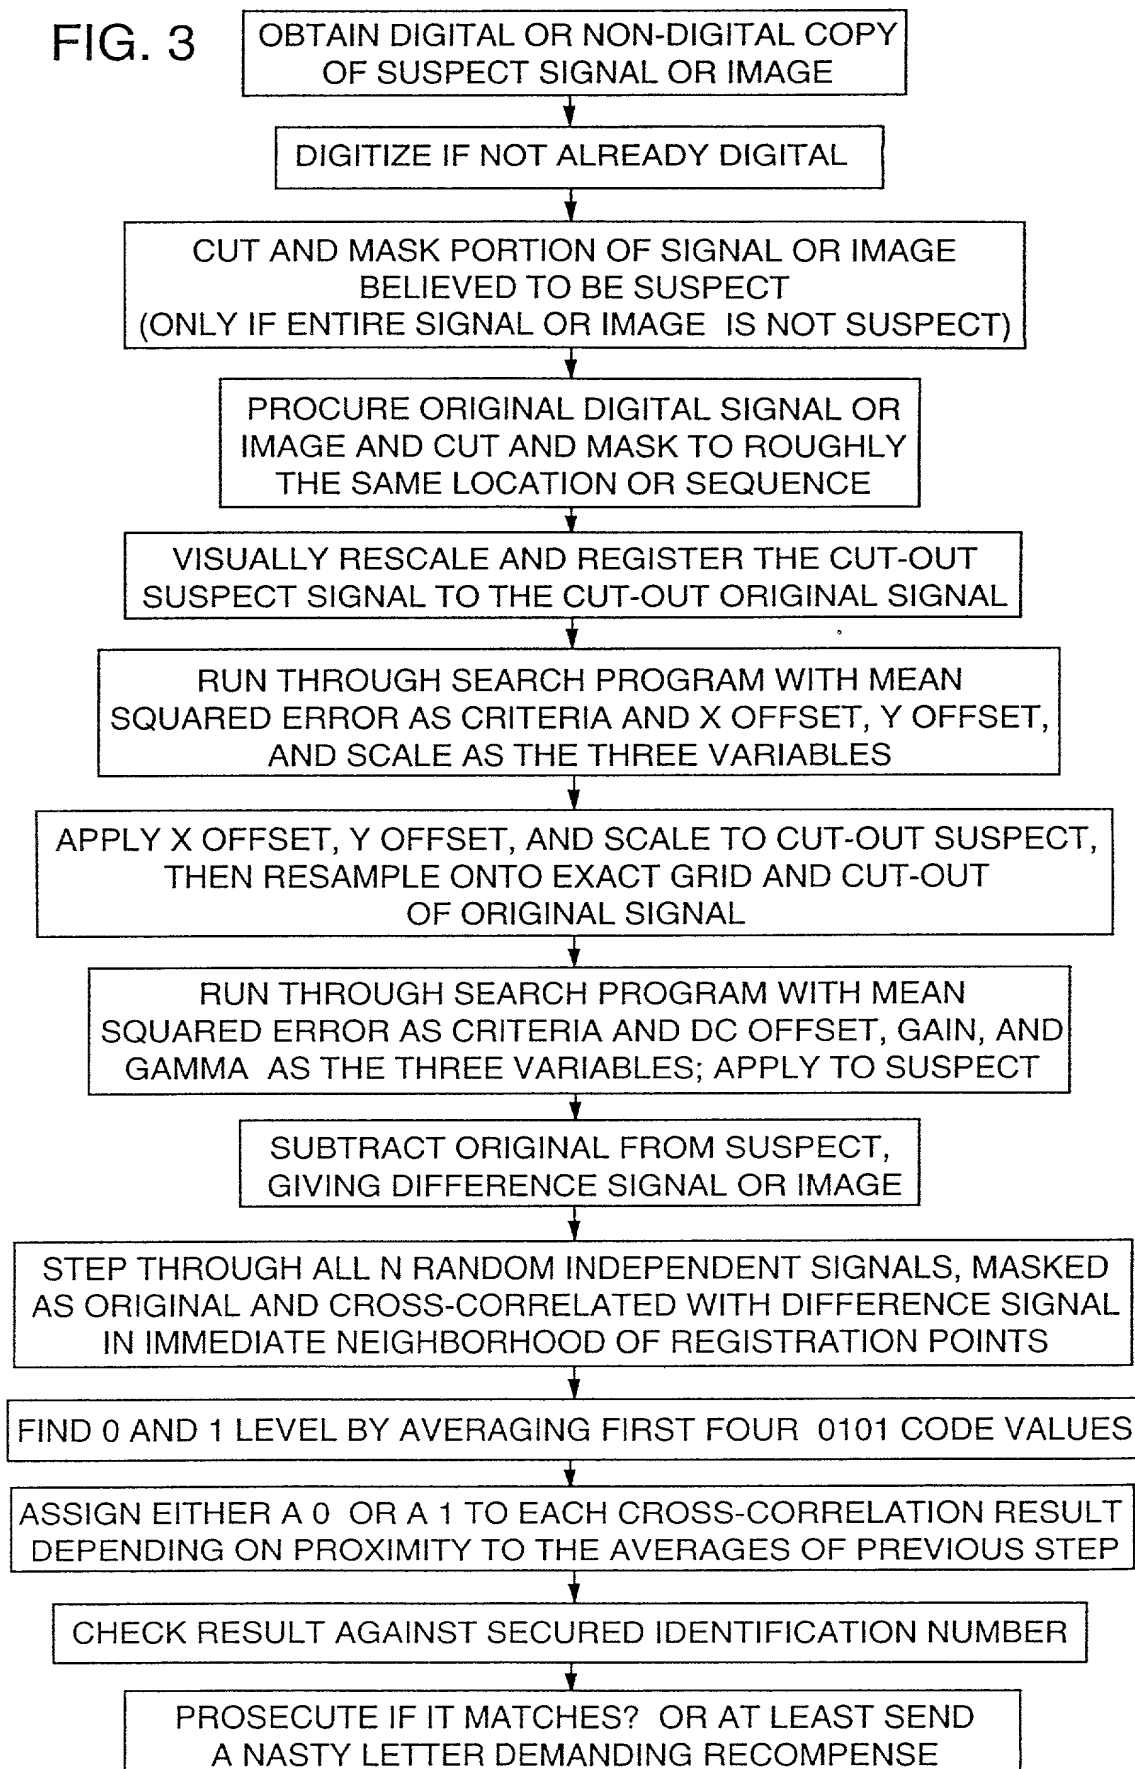 FIG. 3
OBTAIN DIGITAL OR NON-DIGITAL COPY
OF SUSPECT SIGNAL OR IMAGE
DIGITIZE IF NOT ALREADY DIGITAL
CUT AND MASK PORTION OF SIGNAL OR IMAGE
BELIEVED TO BE SUSPECT
(ONLY IF ENTIRE SIGNAL OR IMAGE IS NOT SUSPECT)
PROCURE ORIGINAL DIGITAL SIGNAL OR
IMAGE AND CUT AND MASK TO ROUGHLY
THE SAME LOCATION OR SEQUENCE
VISUALLY RESCALE AND REGISTER THE CUT-OUT
SUSPECT SIGNAL TO THE CUT-OUT ORIGINAL SIGNAL
RUN THROUGH SEARCH PROGRAM WITH MEAN
SQUARED ERROR AS CRITERIA AND X OFFSET, Y OFFSET,
AND SCALE AS THE THREE VARIABLES
APPLY X OFFSET, Y OFFSET, AND SCALE TO CUT-OUT SUSPECT,
THEN RESAMPLE ONTO EXACT GRID AND CUT-OUT
OF ORIGINAL SIGNAL
RUN THROUGH SEARCH PROGRAM WITH MEAN
SQUARED ERROR AS CRITERIA AND DC OFFSET, GAIN, AND
GAMMA AS THE THREE VARIABLES; APPLY TO SUSPECT
SUBTRACT ORIGINAL FROM SUSPECT,
GIVING DIFFERENCE SIGNAL OR IMAGE
STEP THROUGH ALL N RANDOM INDEPENDENT SIGNALS, MASKED
AS ORIGINAL AND CROSS-CORRELATED WITH DIFFERENCE SIGNAL
IN IMMEDIATE NEIGHBORHOOD OF REGISTRATION POINTS
FIND 0 AND 1 LEVEL BY AVERAGING FIRST FOUR 0101 CODE VALUES
ASSIGN EITHER A 0 OR A 1 TO EACH CROSS-CORRELATION RESULT
DEPENDING ON PROXIMITY TO THE AVERAGES OF PREVIOUS STEP
CHECK RESULT AGAINST SECURED IDENTIFICATION NUMBER
PROSECUTE IF IT MATCHES? OR AT LEAST SEND
A NASTY LETTER DEMANDING RECOMPENSE